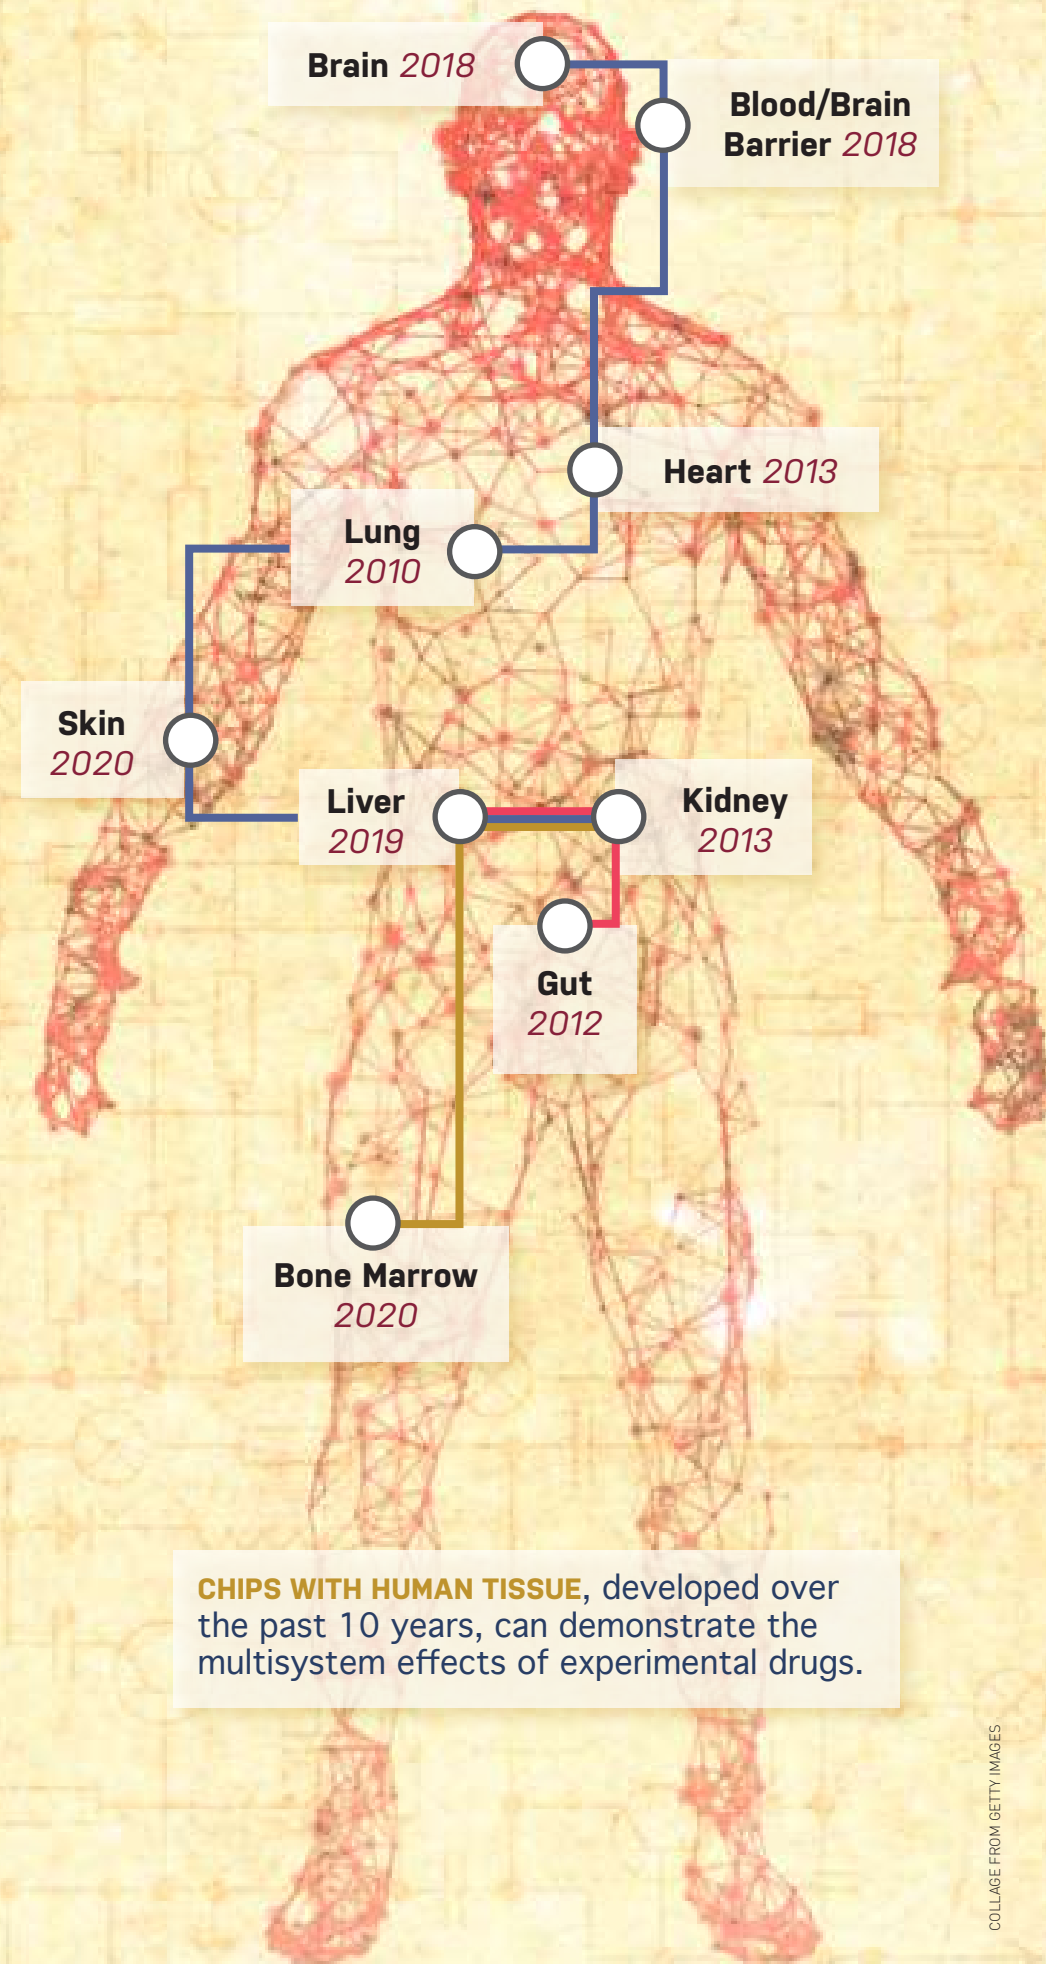 Brain 2018
Blood/Brain
Barrier 2018
Heart 2013
Lung
2010
Skin
2020
Liver
2019
Kidney
2013
Gut
2012
Bone Marrow
2020
CHIPS WITH HUMAN TISSUE, developed over
the past 10 years, can demonstrate the
multisystem effects of experimental drugs.
COLLAGE FROM GETTY IMAGES